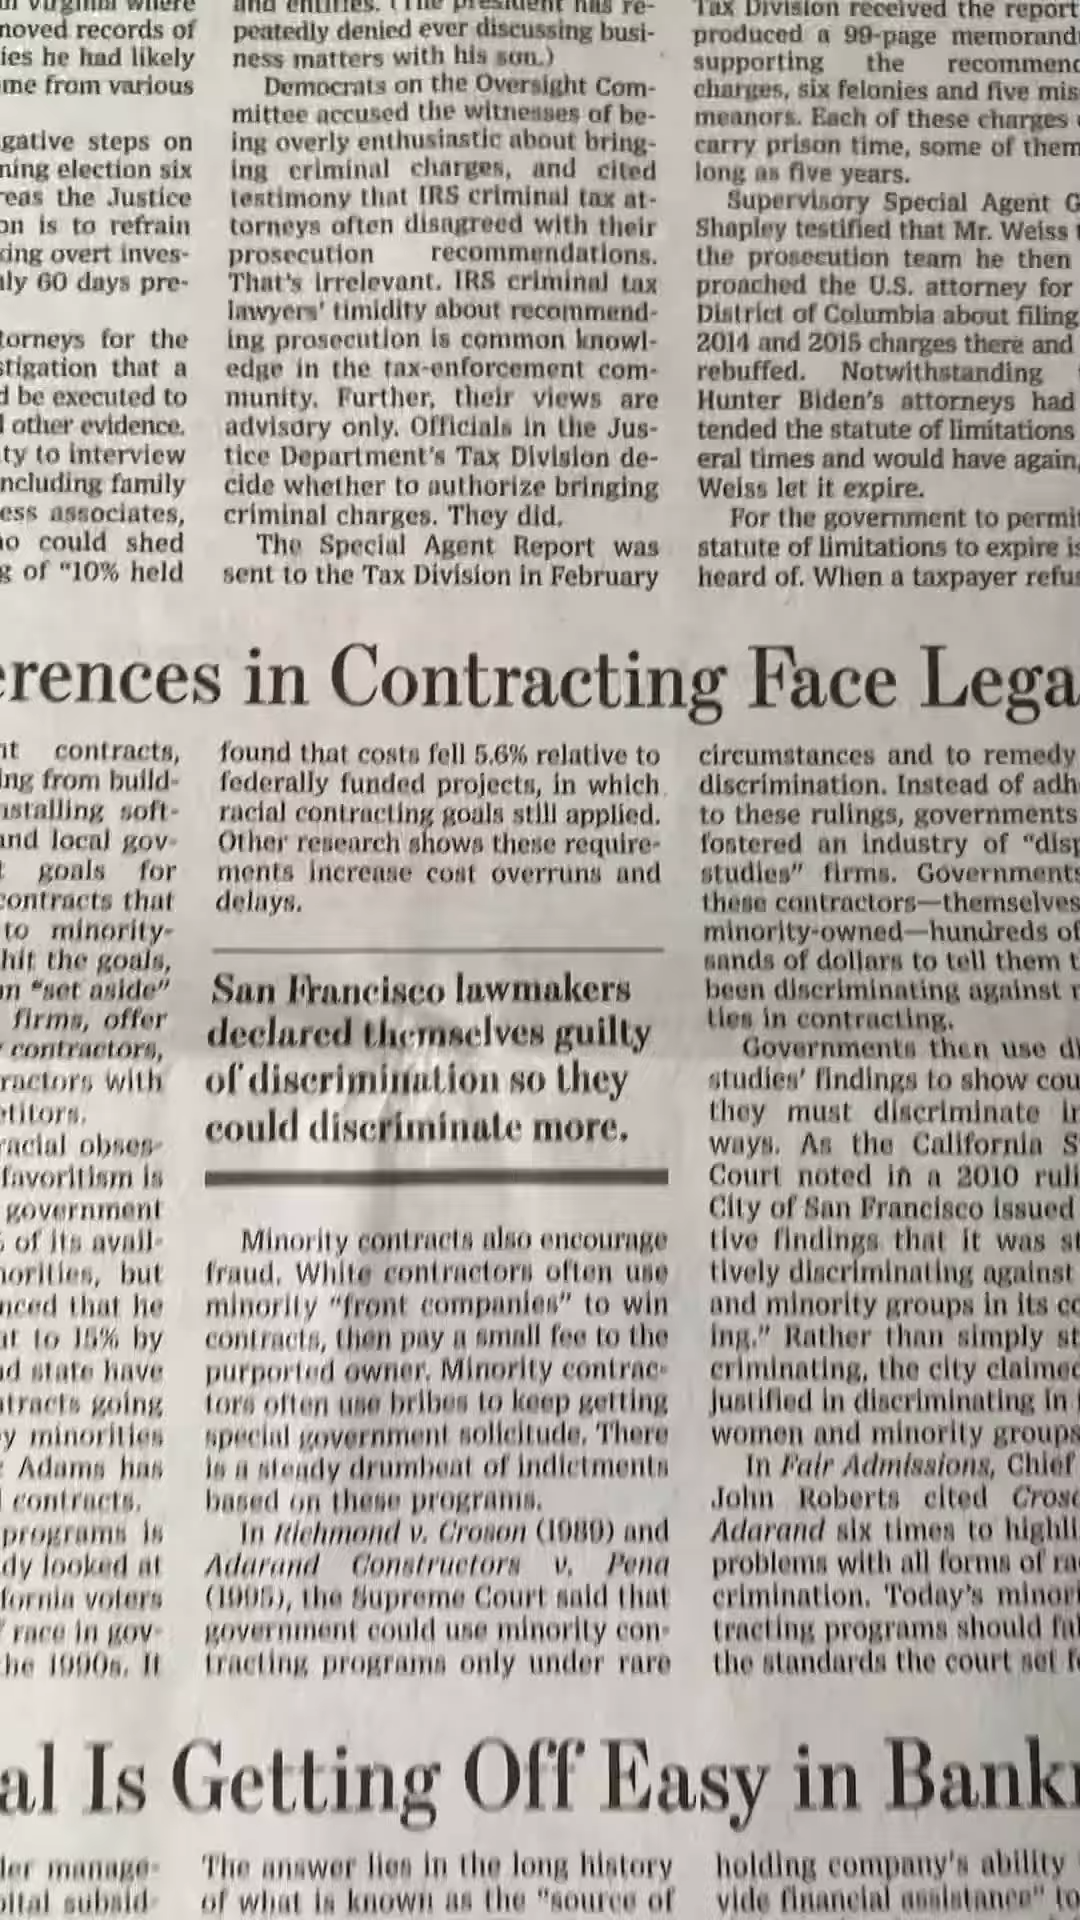 n Virginia where
moved records of
ies he had likely
me from various
gative steps on
ning election six
reas the Justice
on is to refrain
king overt inves-
ly 60 days pre-
torneys for the
stigation that a
d be executed to
l other evidence.
ty to interview
ncluding family
ess associates,
ho could shed
g of "10% held
and entities. (The president has re-
peatedly denied ever discussing busi-
ness matters with his son.)
Democrats on the Oversight Com-
mittee accused the witnesses of be-
ing overly enthusiastic about bring-
ing criminal charges, and cited
testimony that IRS criminal tax at-
torneys often disagreed with their
prosecution recommendations.
That's irrelevant. IRS criminal tax
lawyers' timidity about recommend-
ing prosecution is common knowl-
edge in the tax-enforcement com-
munity. Further, their views are
advisory only. Officials in the Jus-
tice Department's Tax Division de-
cide whether to authorize bringing
criminal charges. They did.
The Special Agent Report was
sent to the Tax Division in February
Tax Division received the report
produced a 99-page memorand
supporting the recommend
charges, six felonies and five mis
meanors. Each of these charges
carry prison time, some of them
long as five years.
Supervisory Special Agent G
Shapley testified that Mr. Weiss
the prosecution team he then
proached the U.S. attorney for
District of Columbia about filing
2014 and 2015 charges there and
rebuffed. Notwithstanding
Hunter Biden's attorneys had
tended the statute of limitations
eral times and would have again,
Weiss let it expire.
For the government to permit
statute of limitations to expire is
heard of. When a taxpayer refus
erences in Contracting Face Lega
nt contracts,
ing from build-
nstalling soft-
and local gov-
t goals for
contracts that
to minority-
hit the goals,
an "set aside"
firms, offer
contractors,
ractors with
etitors.
racial obses-
favoritism is
government
of its avail-
norities, but
nced that he
at to 15% by
nd state have
ntracts going
y minorities
Adams has
l contracts.
programs is
dy looked at
fornia voters
race in gov-
he 1990s. It
found that costs fell 5.6% relative to
federally funded projects, in which
racial contracting goals still applied.
Other research shows these require-
ments increase cost overruns and
delays.
San Francisco lawmakers
declared themselves guilty
of discrimination so they
could discriminate more.
Minority contracts also encourage
fraud. White contractors often use
minority "front companies" to win
contracts, then pay a small fee to the
purported owner. Minority contrac-
tors often use bribes to keep getting
special government solicitude. There
is a steady drumbeat of indictments
based on these programs.
In Richmond v. Croson (1989) and
Adarand Constructors v. Pena
(1995), the Supreme Court said that
government could use minority con-
tracting programs only under rare
circumstances and to remedy
discrimination. Instead of adh
to these rulings, governments
fostered an industry of "disp
studies" firms. Governments
these contractors—themselves
minority-owned—hundreds of
sands of dollars to tell them t
been discriminating against
ties in contracting.
Governments then use di
studies' findings to show cou
they must discriminate in
ways. As the California S
Court noted in a 2010 ruli
City of San Francisco issued
tive findings that it was st
tively discriminating against
and minority groups in its co
ing." Rather than simply st
criminating, the city claimed
justified in discriminating in
women and minority groups
In Fair Admissions, Chief
John Roberts cited Croso
Adarand six times to highli
problems with all forms of ra
crimination. Today's minori
tracting programs should fal
the standards the court set f
al Is Getting Off Easy in Bankr
der manage-
pital subsid-
The answer lies in the long history
of what is known as the "source of
holding company's ability
vide financial assistance" to